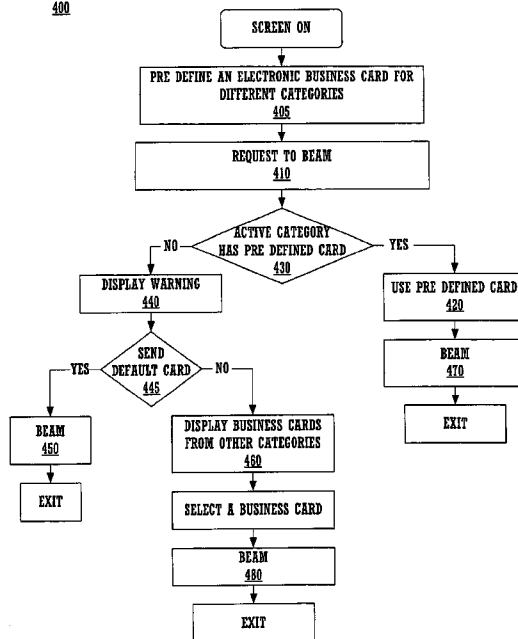 400
SCREEN ON
PRE DEFINE AN ELECTRONIC BUSINESS CARD FOR
DIFFERENT CATEGORIES
405
REQUEST TO BEAM
410
ACTIVE CATEGORY
HAS PRE DEFINED CARD
430
NO
YES
DISPLAY WARNING
440
USE PRE DEFINED CARD
420
SEND
DEFAULT CARD
445
YES
NO
BEAM
470
EXIT
BEAM
450
EXIT
DISPLAY BUSINESS CARDS
FROM OTHER CATEGORIES
460
SELECT A BUSINESS CARD
BEAM
480
EXIT